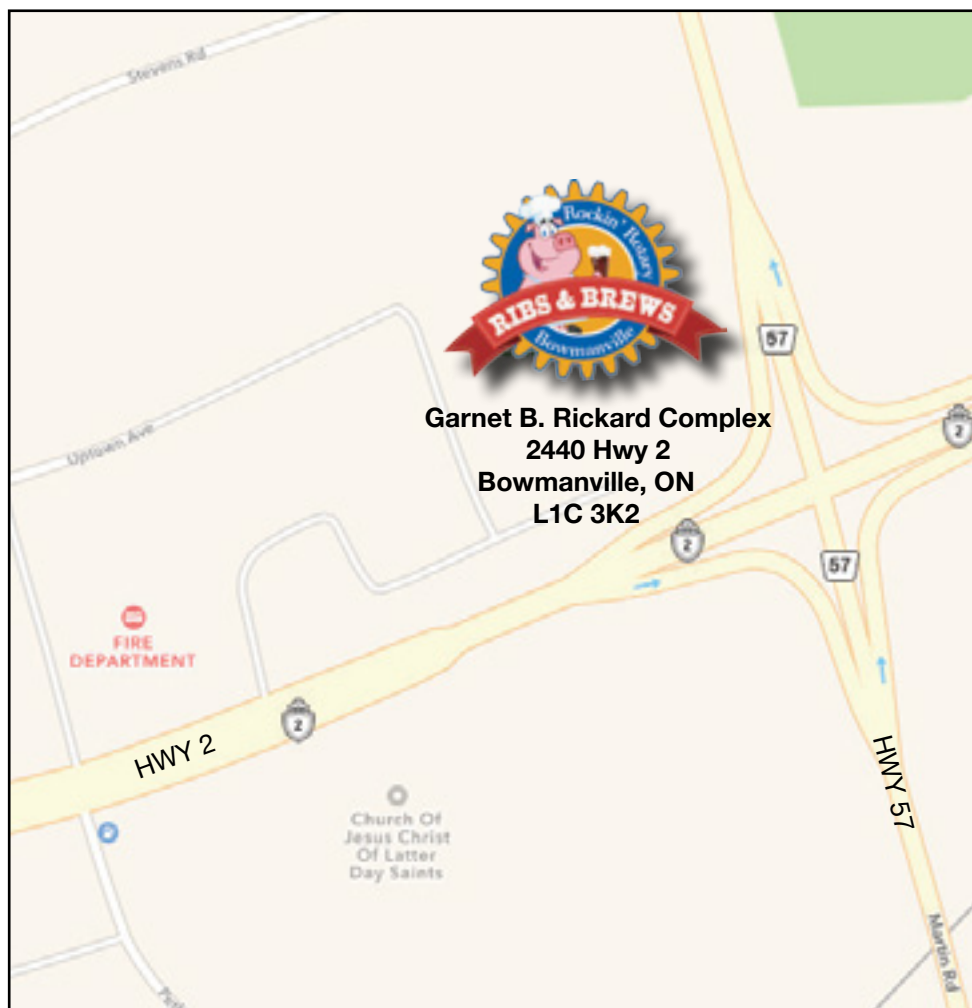 Stevens Rd
Rockin' Rotary
RIBS & BREWS
Bowmanville
57
2
Garnet B. Rickard Complex
2440 Hwy 2
Bowmanville, ON
L1C 3K2
Uptown Ave
2
57
FIRE
DEPARTMENT
2
HWY 2
HWY 57
Church Of
Jesus Christ
Of Latter
Day Saints
Martin Rd